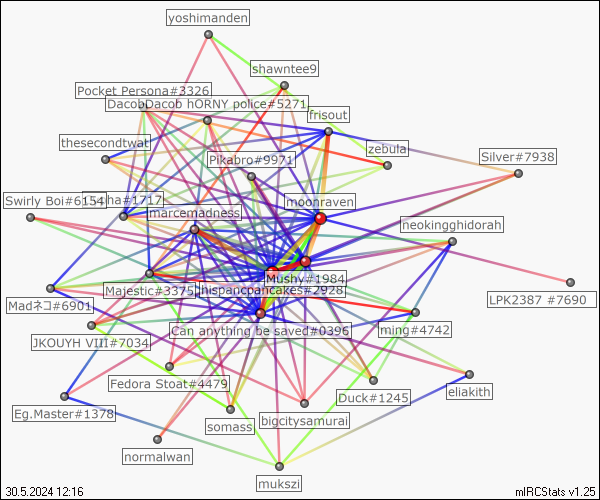 yoshimanden
shawntee9
Pocket Persona#3326
DacobDacob hORNY police#5271
frisout
thesecondtwat
zebula
Pikabro#9971
Silver#7938
Swirly Boi#6154
ha#1717
moonraven
marcemadness
neokingghidorah
Mushy#1984
LPK2387 #7690
Majestic#3375
hispancpancakes#2928
Madネコ#6901
Can anything be saved#0396
ming#4742
JKOUYH VIII#7034
Fedora Stoat#4479
Duck#1245
eliakith
Eg.Master#1378
somass
bigcitysamurai
normalwan
mukszi
30.5.2024 12:16
mIRCStats v1.25